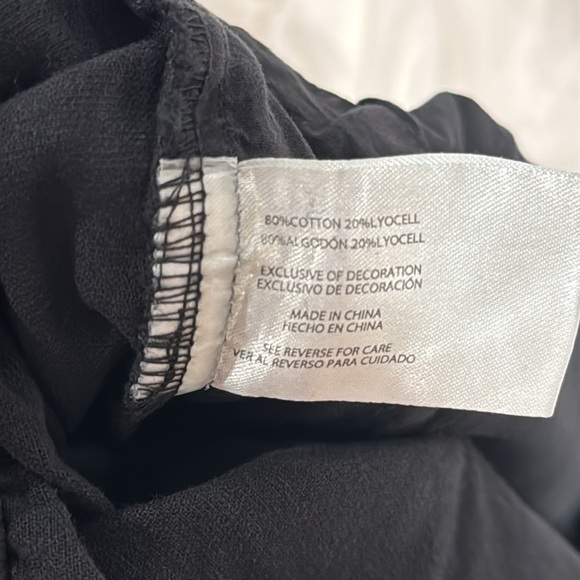 80%COTTON 20%LYOCELL
80%ALGODÓN 20%LYOCELL
EXCLUSIVE OF DECORATION
EXCLUSIVO DE DECORACIÓN
MADE IN CHINA
HECHO EN CHINA
SEE REVERSE FOR CARE
VER AL REVERSO PARA CUIDADO